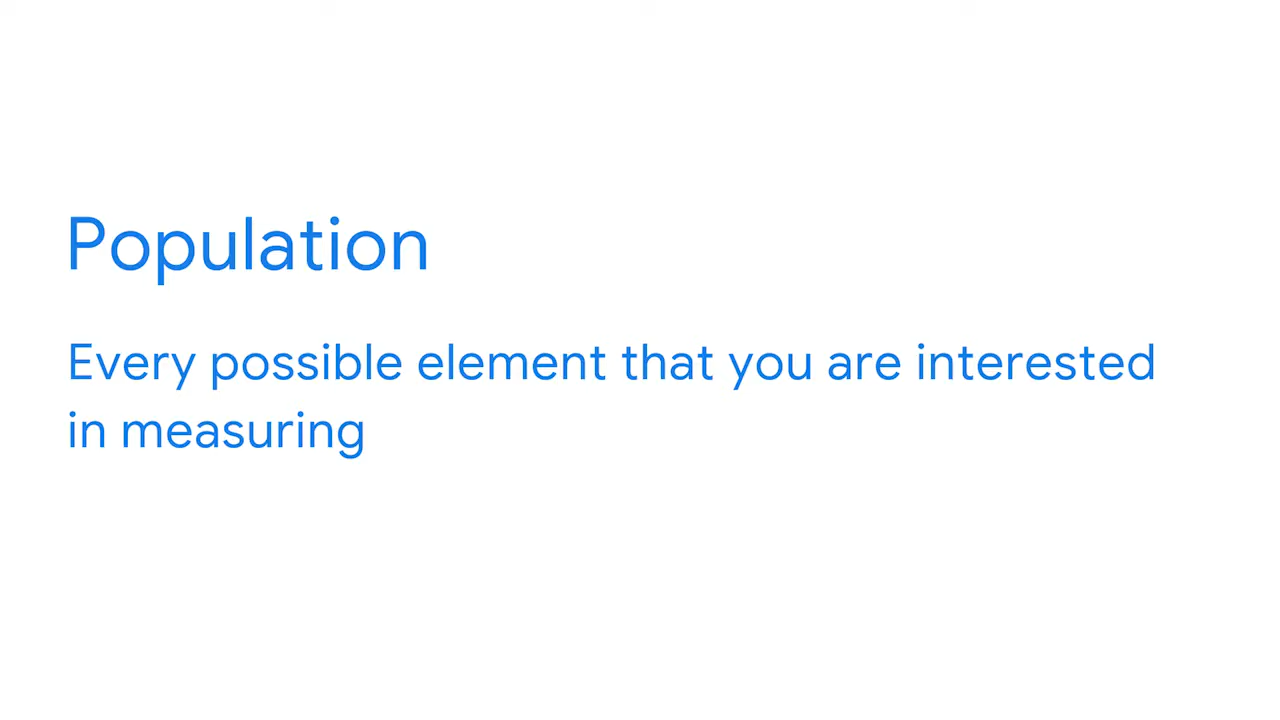 Population
Every possible element that you are interested
in measuring